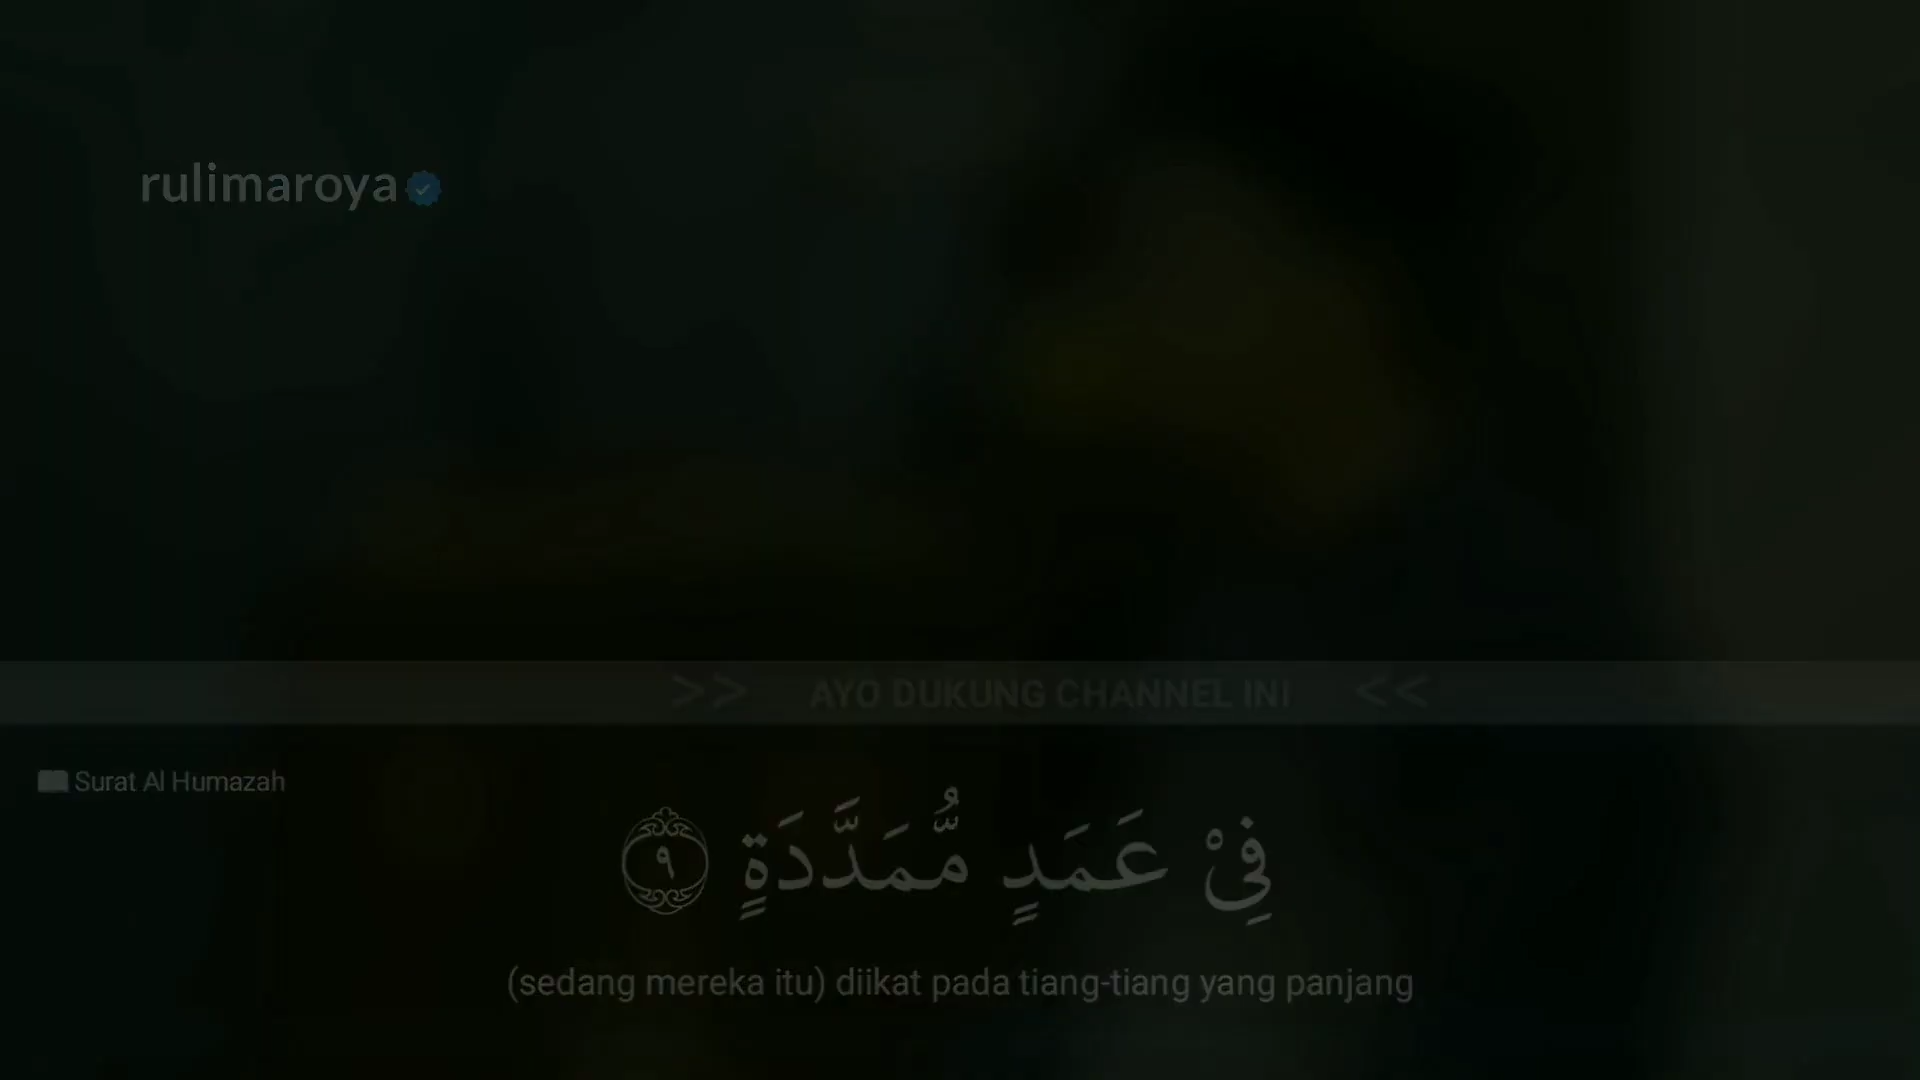 rulimaroya
>> AYO DUKUNG CHANNEL INI <<
Surat Al Humazah
فِيْ عَمَدٍ مُّمَدَّدَةٍ ٩
(sedang mereka itu) diikat pada tiang-tiang yang panjang